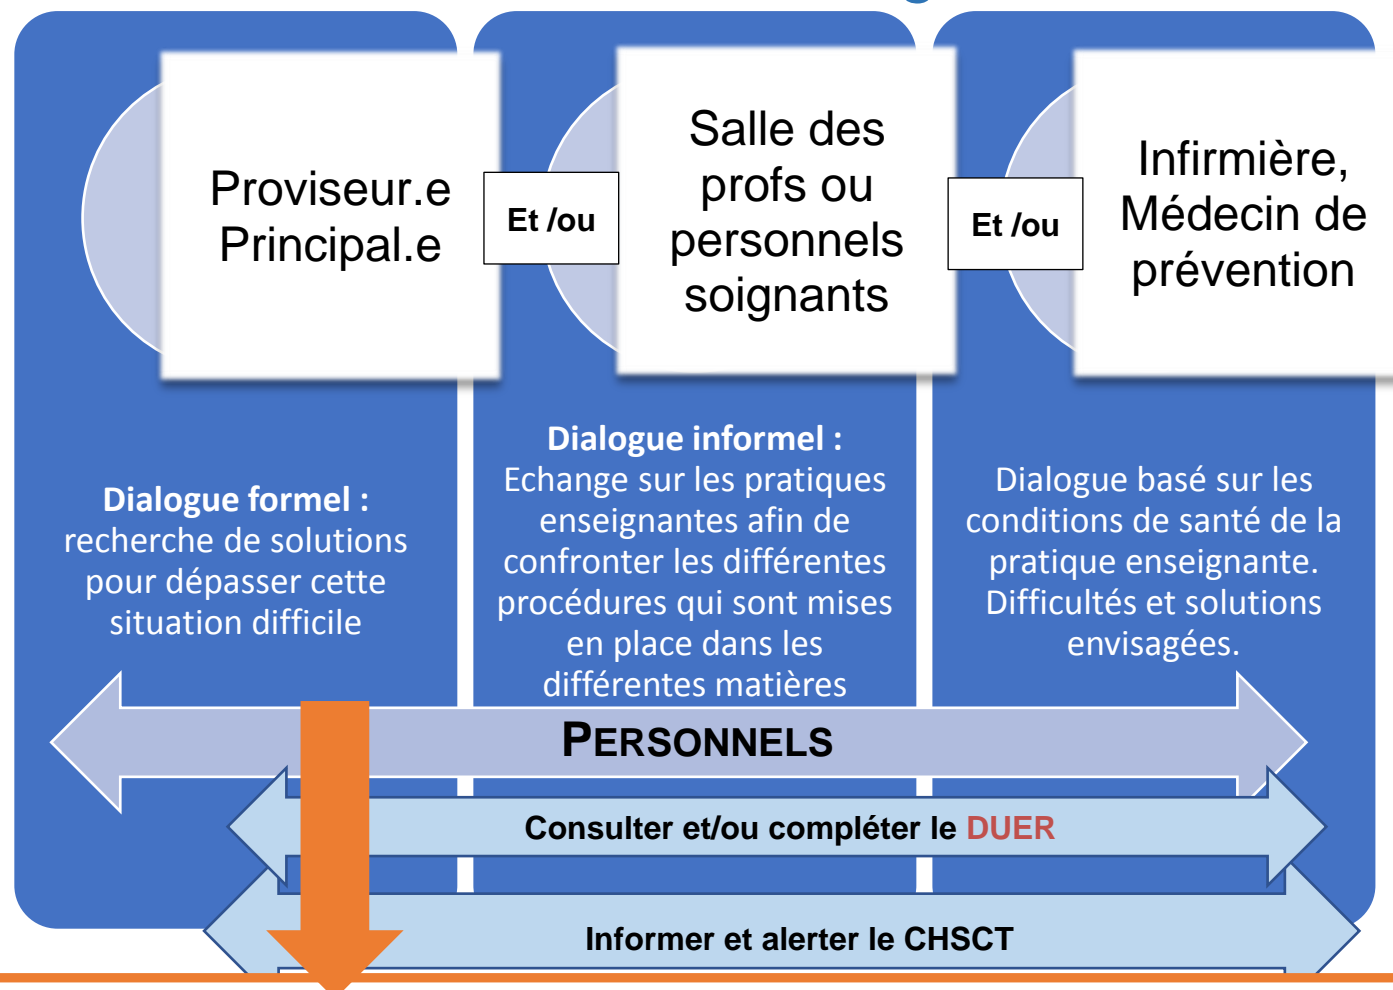 Proviseur.e
Principal.e
Et /ou
Salle des
profs ou
personnels
soignants
Et /ou
Infirmière,
Médecin de
prévention
Dialogue formel :
recherche de solutions
pour dépasser cette
situation difficile
Dialogue informel :
Echange sur les pratiques
enseignantes afin de
confronter les différentes
procédures qui sont mises
en place dans les
différentes matières
Dialogue basé sur les
conditions de santé de la
pratique enseignante.
Difficultés et solutions
envisagées.
PERSONNELS
Consulter et/ou compléter le DUER
Informer et alerter le CHSCT